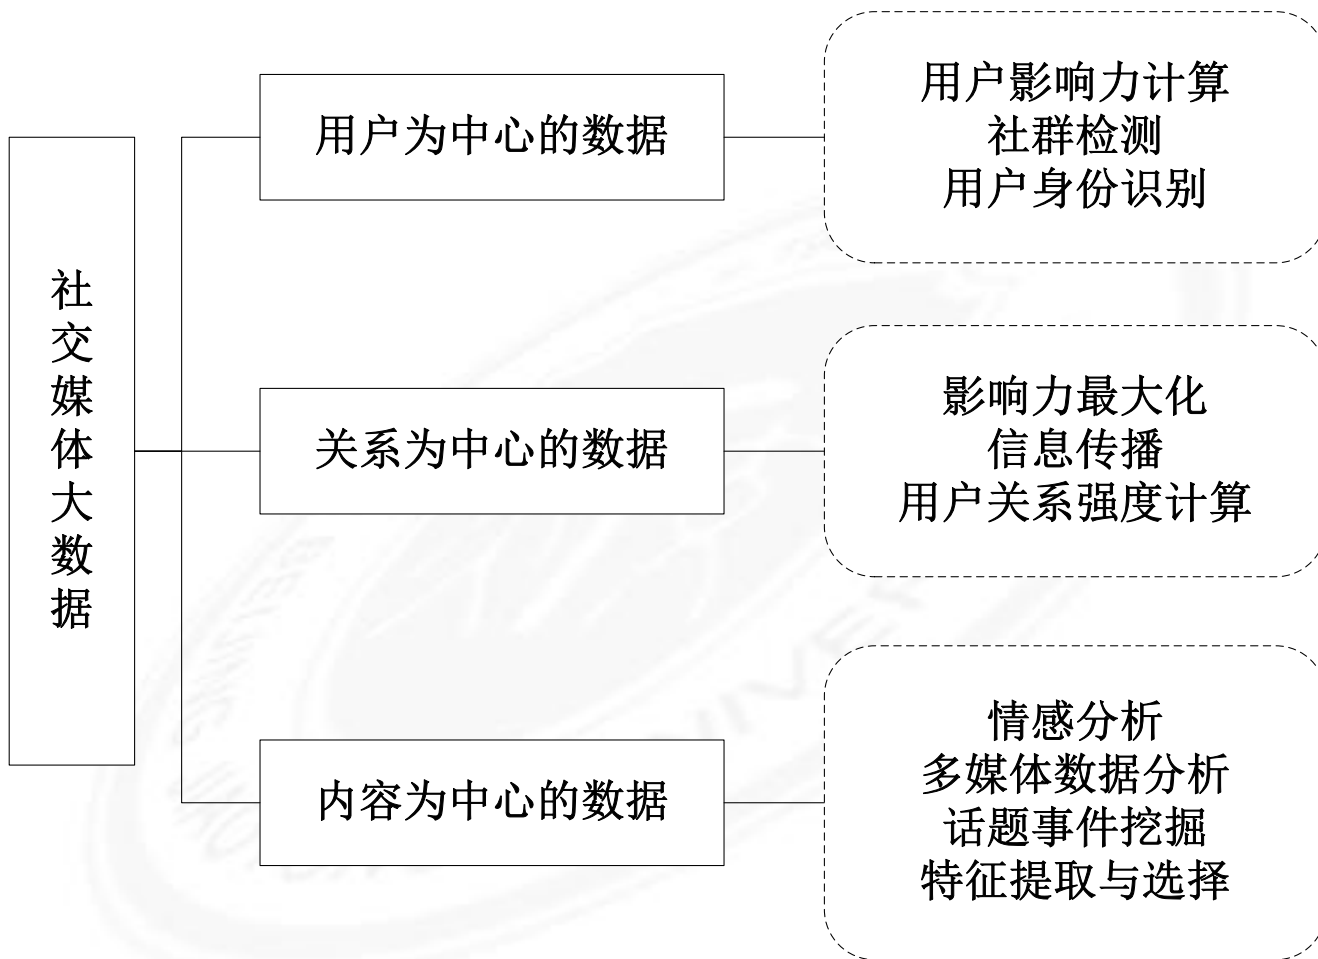 社交媒体大数据
用户为中心的数据
用户影响力计算
社群检测
用户身份识别
关系为中心的数据
影响力最大化
信息传播
用户关系强度计算
内容为中心的数据
情感分析
多媒体数据分析
话题事件挖掘
特征提取与选择